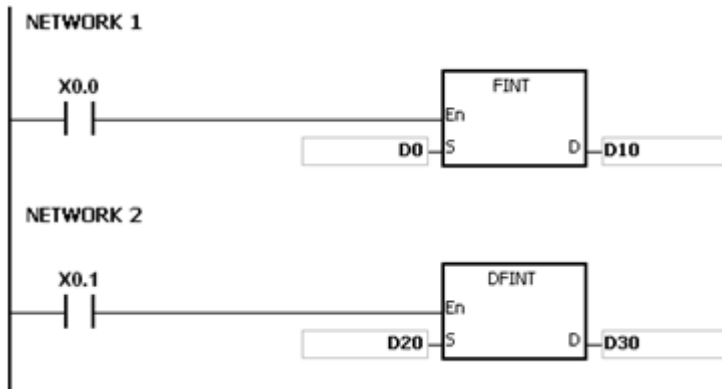 NETWORK 1
X0.0
FINT
En
D0 S D D10
NETWORK 2
X0.1
DFINT
En
D20 S D D30